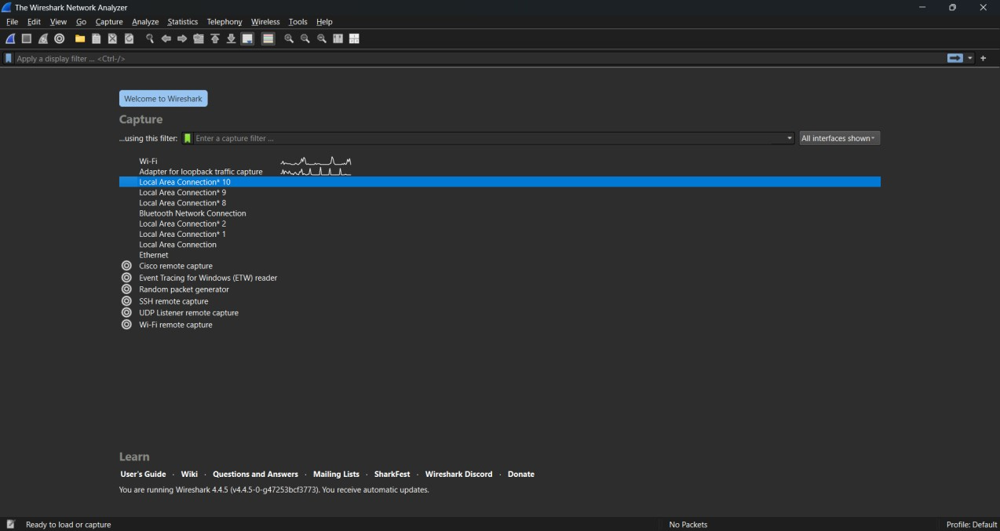 The Wireshark Network Analyzer
File Edit View Go Capture Analyze Statistics Telephony Wireless Tools Help
Apply a display filter ... <Ctrl-/>
Welcome to Wireshark
Capture
...using this filter: Enter a capture filter ... All interfaces shown
Wi-Fi
Adapter for loopback traffic capture
Local Area Connection* 10
Local Area Connection* 9
Local Area Connection* 8
Bluetooth Network Connection
Local Area Connection* 2
Local Area Connection* 1
Local Area Connection
Ethernet
Cisco remote capture
Event Tracing for Windows (ETW) reader
Random packet generator
SSH remote capture
UDP Listener remote capture
Wi-Fi remote capture
Learn
User's Guide · Wiki · Questions and Answers · Mailing Lists · SharkFest · Wireshark Discord · Donate
You are running Wireshark 4.4.5 (v4.4.5-0-g47253bcf3773). You receive automatic updates.
Ready to load or capture No Packets Profile: Default